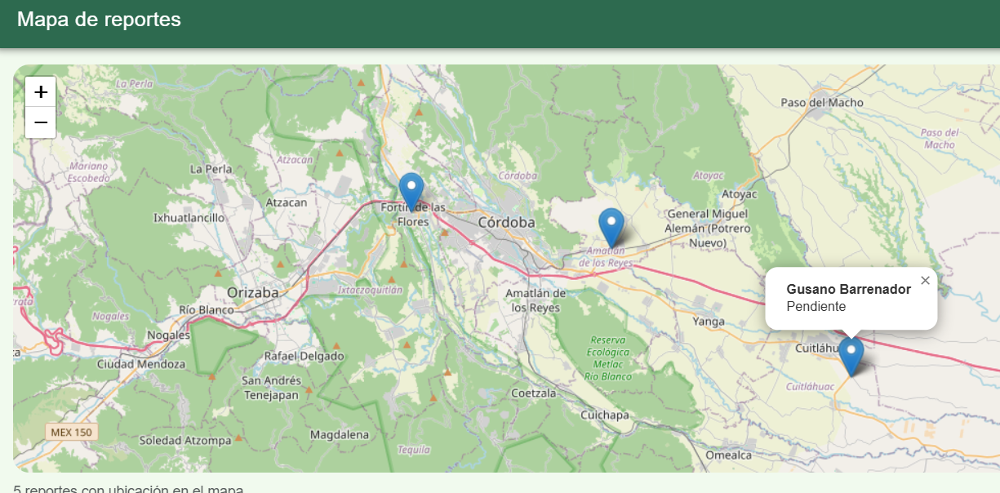 Mapa de reportes
+
−
La Perla
Paso del Macho
Paso del
Macho
Mariano
Escobedo
Atzacan
La Perla
Córdoba
Atoyac
Atzacan
Atoyac
Ixhuatlancillo
Fortín de las
Flores
Córdoba
General Miguel
Alemán (Potrero
Nuevo)
Amatlán
de los Reyes
Orizaba
Ixtaczoquitlán
Amatlán de
los Reyes
Gusano Barrenador
×
Pendiente
Río Blanco
Nogales
Yanga
Nogales
Reserva
Ecológica
Metlac
Río Blanco
Cuitláhu
Ciudad Mendoza
Rafael Delgado
San Andrés
Tenejapan
Coetzala
Cuitláhuac
Cuichapa
MEX 150
Soledad Atzompa
Magdalena
Tequila
Omealca
5 reportes con ubicación en el mapa